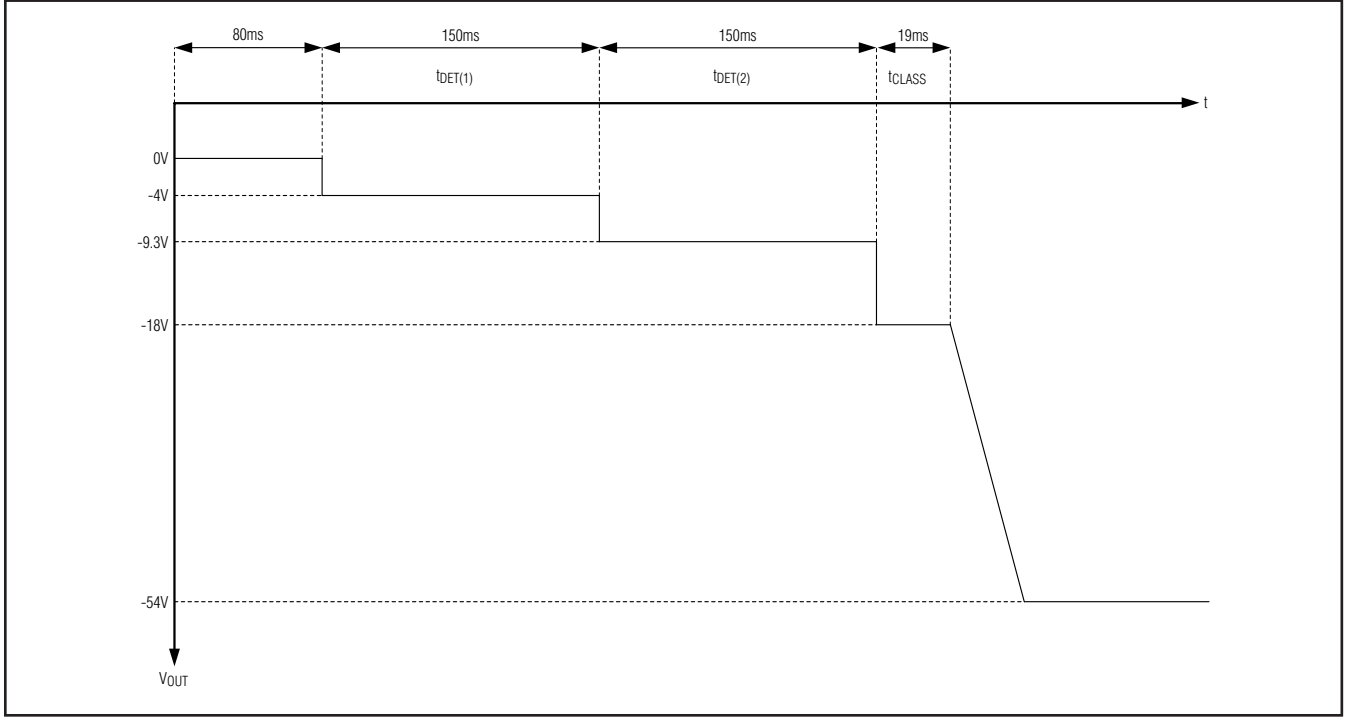 80ms 150ms 150ms 19ms
tDET(1) tDET(2) tCLASS
t
0V
-4V
-9.3V
-18V
-54V
VOUT